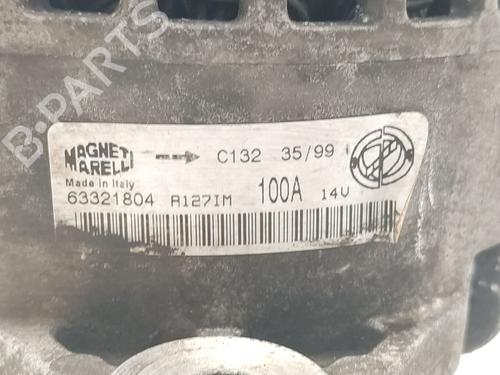 B-PARTS
MAGNETI
MARELLI
C132 35/99
Made in Italy
63321804 A127IM 100A 14V